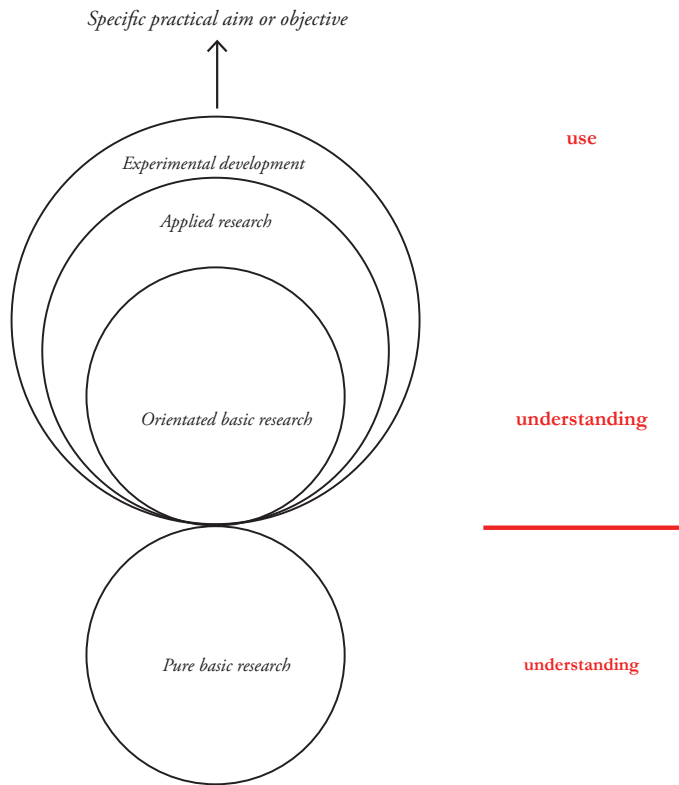 Specific practical aim or objective
use
Experimental development
Applied research
Orientated basic research
understanding
Pure basic research
understanding